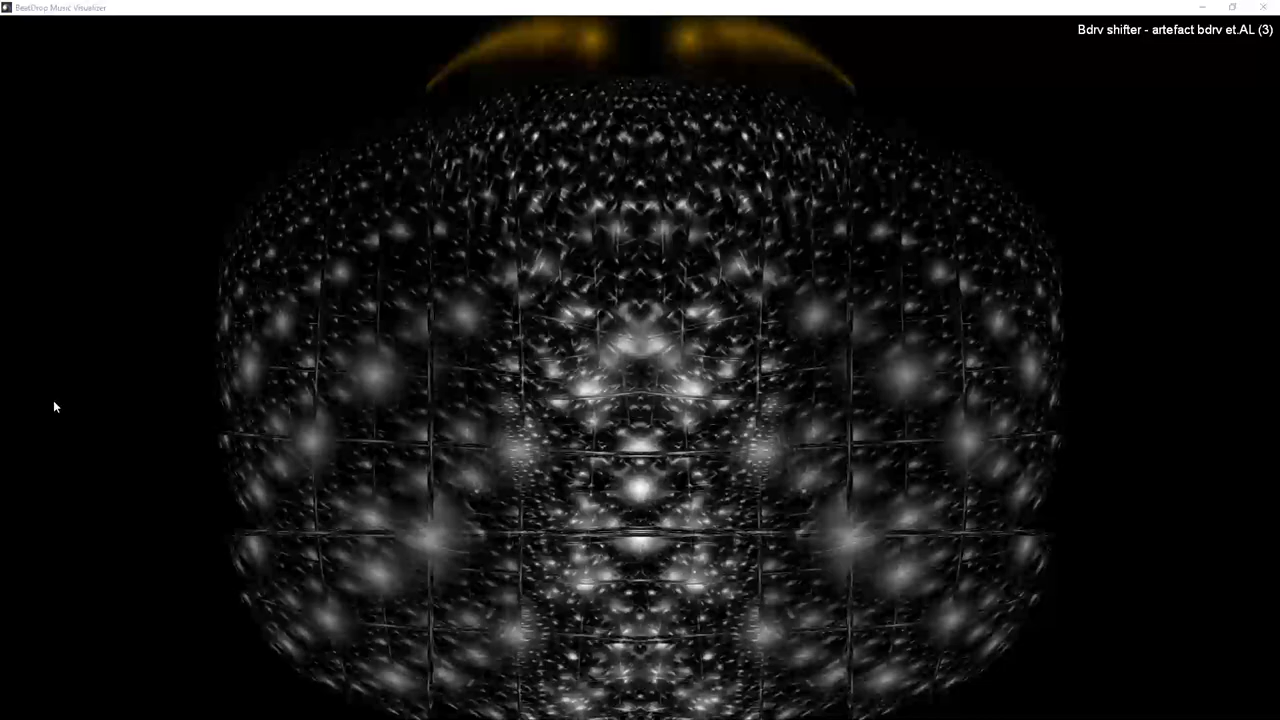 BeatDrop Music Visualizer
Bdrv shifter - artefact bdrv et.AL (3)